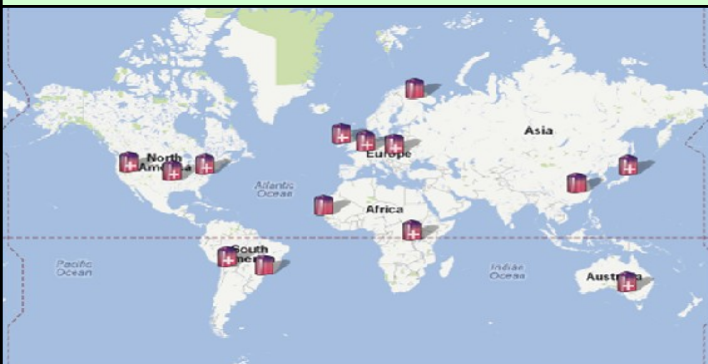 Asia
North
America
Europe
Atlantic
Ocean
Africa
South
Pacific
Ocean
Indian
Ocean
Australia